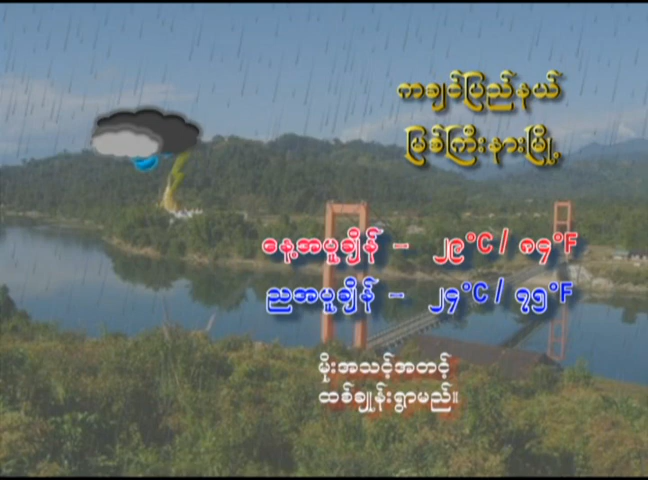 ကချင်ပြည်နယ်
မြစ်ကြီးနားမြို့
နေ့အပူချိန် – ၂၉°C / ၈၄°F
ညအပူချိန် – ၂၄°C / ၇၅°F
မိုးအသင့်အတင့်
ထစ်ချုန်းရွာမည်။